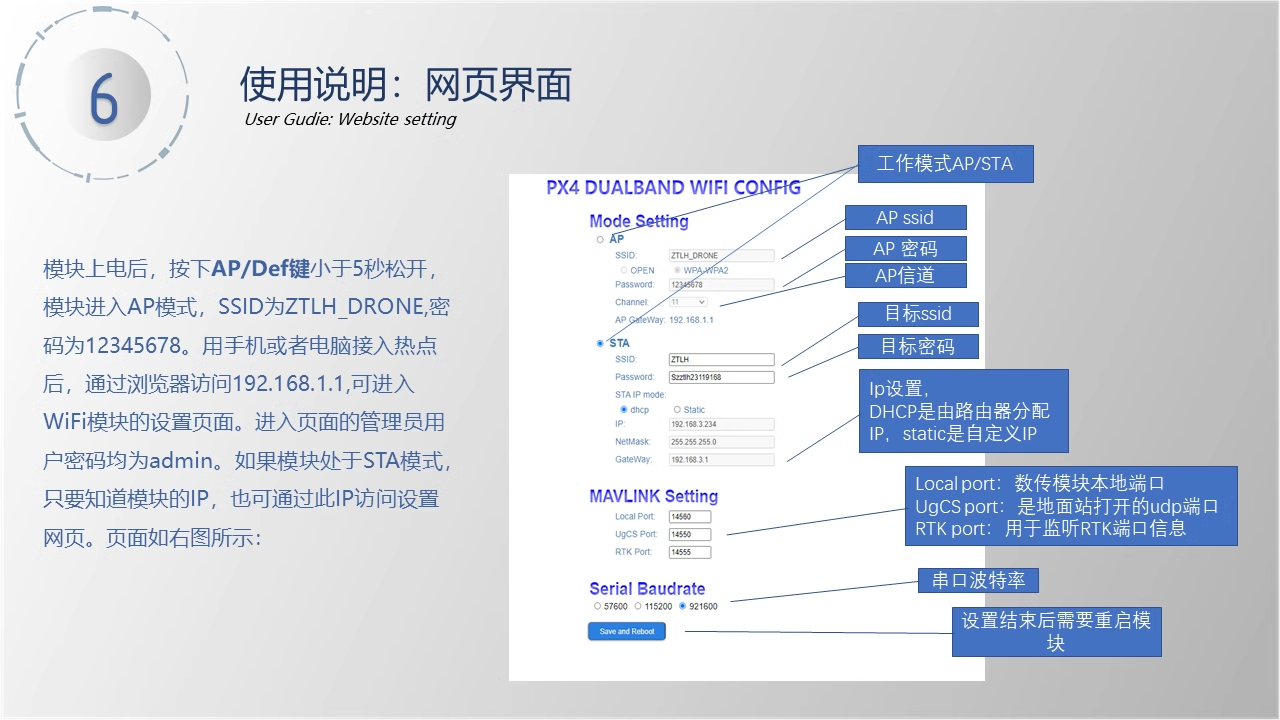 6
使用说明：网页界面
User Gudie: Website setting
模块上电后，按下AP/Def键小于5秒松开，
模块进入AP模式，SSID为ZTLH_DRONE,密
码为12345678。用手机或者电脑接入热点
后，通过浏览器访问192.168.1.1,可进入
WiFi模块的设置页面。进入页面的管理员用
户密码均为admin。如果模块处于STA模式，
只要知道模块的IP，也可通过此IP访问设置
网页。页面如右图所示：
PX4 DUALBAND WIFI CONFIG
Mode Setting
AP
SSID: ZTLH_DRONE
OPEN WPA-WPA2
Password: 12345678
Channel: 11
AP GateWay: 192.168.1.1
STA
SSID: ZTLH
Password: Szztlh23119168
STA IP mode:
dhcp Static
IP: 192.168.3.234
NetMask: 255.255.255.0
GateWay: 192.168.3.1
MAVLINK Setting
Local Port: 14560
UgCS Port: 14550
RTK Port: 14555
Serial Baudrate
57600 115200 921600
Save and Reboot
工作模式AP/STA
AP ssid
AP 密码
AP信道
目标ssid
目标密码
Ip设置，
DHCP是由路由器分配
IP，static是自定义IP
Local port：数传模块本地端口
UgCS port：是地面站打开的udp端口
RTK port：用于监听RTK端口信息
串口波特率
设置结束后需要重启模
块